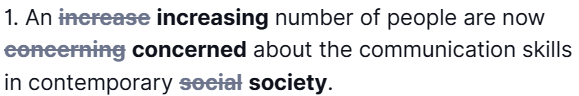 1. An increase increasing number of people are now
concerning concerned about the communication skills
in contemporary social society.